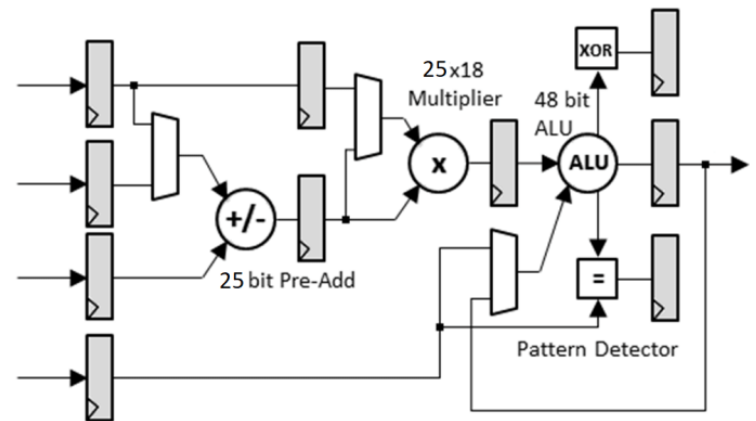 XOR
25x18
Multiplier
48 bit
ALU
x
ALU
+/-
25 bit Pre-Add
=
Pattern Detector